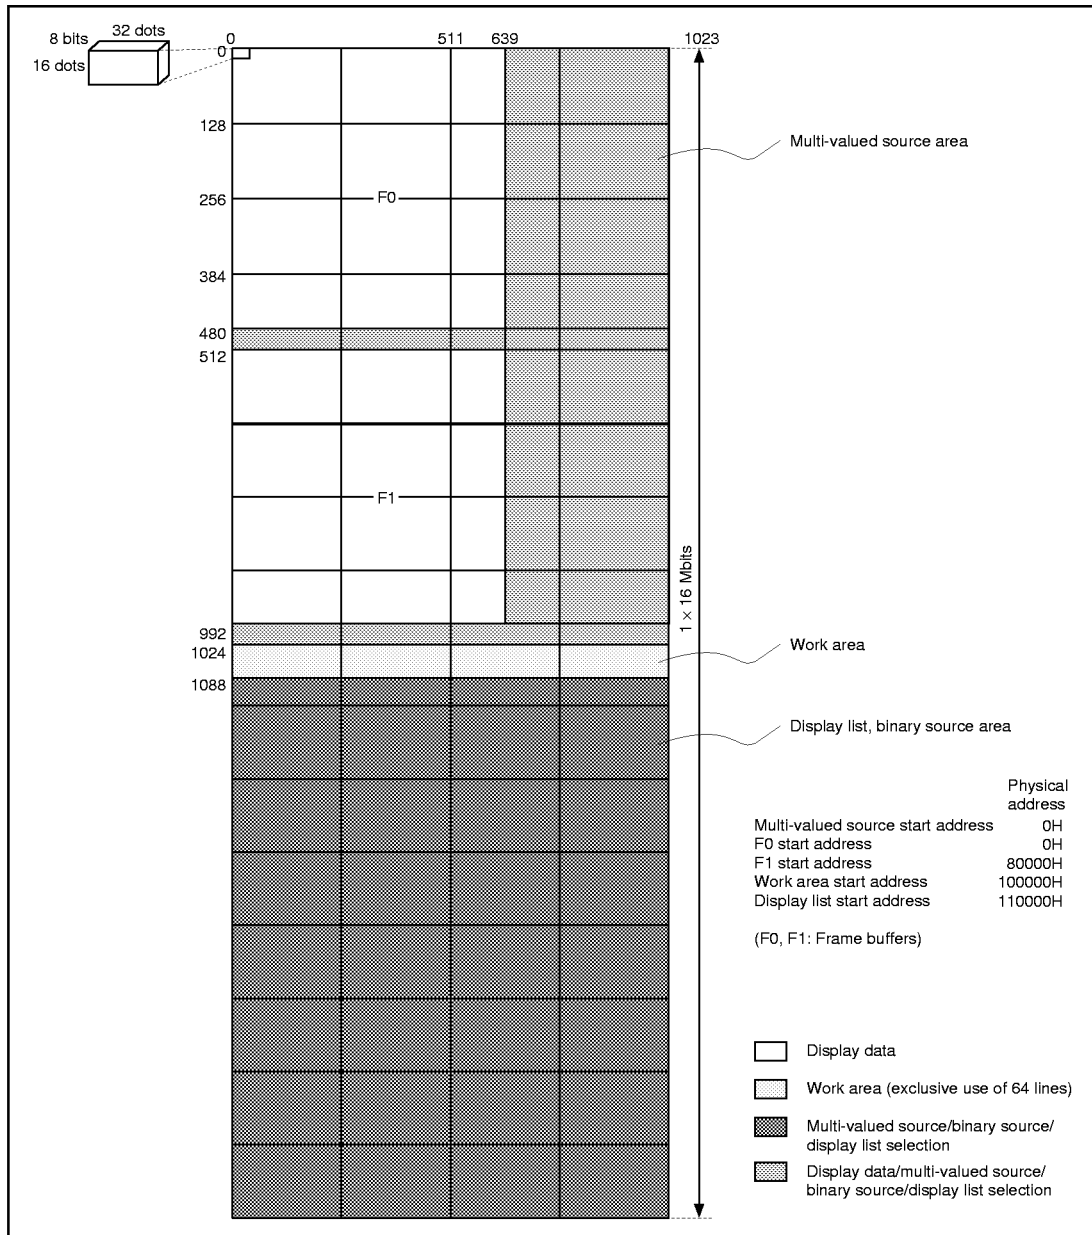 32 dots
8 bits
16 dots
0 511 639 1023
0
128
256
384
480
512
992
1024
1088
F0
F1
1 × 16 Mbits
Multi-valued source area
Work area
Display list, binary source area
Physical
address
Multi-valued source start address 0H
F0 start address 0H
F1 start address 80000H
Work area start address 100000H
Display list start address 110000H
(F0, F1: Frame buffers)
Display data
Work area (exclusive use of 64 lines)
Multi-valued source/binary source/
display list selection
Display data/multi-valued source/
binary source/display list selection